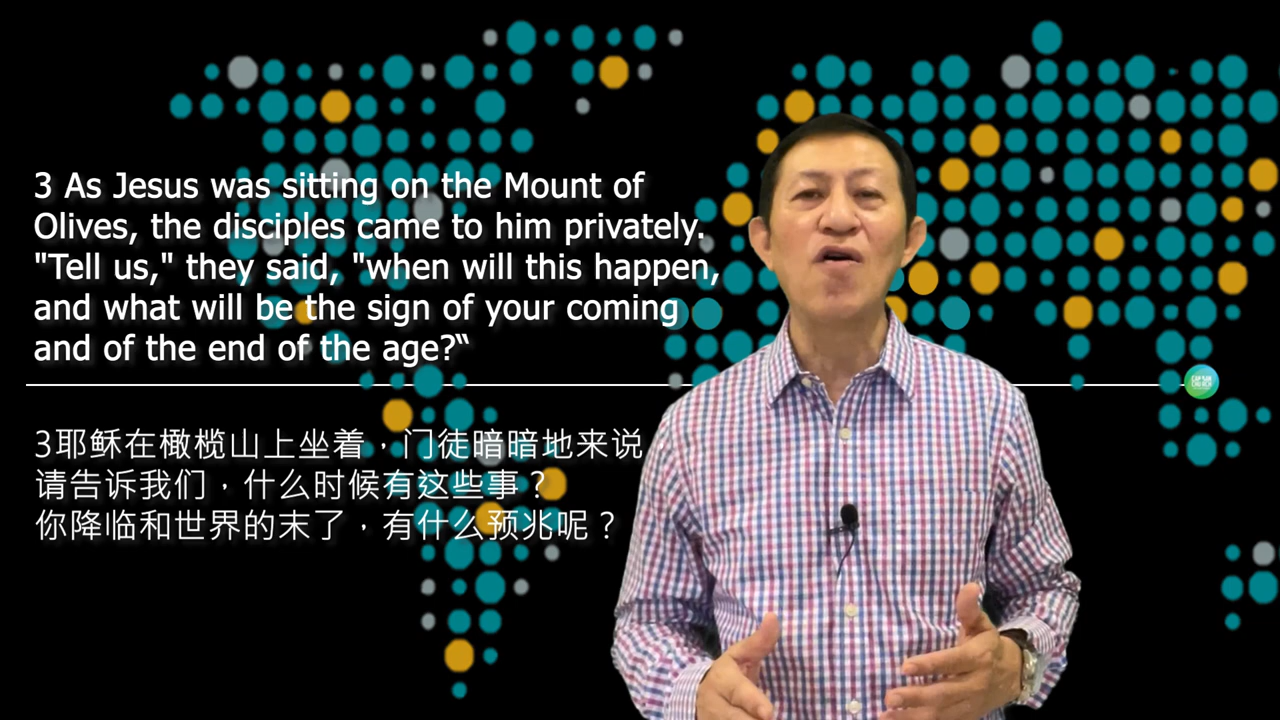 3 As Jesus was sitting on the Mount of
Olives, the disciples came to him privately.
"Tell us," they said, "when will this happen,
and what will be the sign of your coming
and of the end of the age?“
3耶稣在橄榄山上坐着，门徒暗暗地来说
请告诉我们，什么时候有这些事？
你降临和世界的末了，有什么预兆呢？